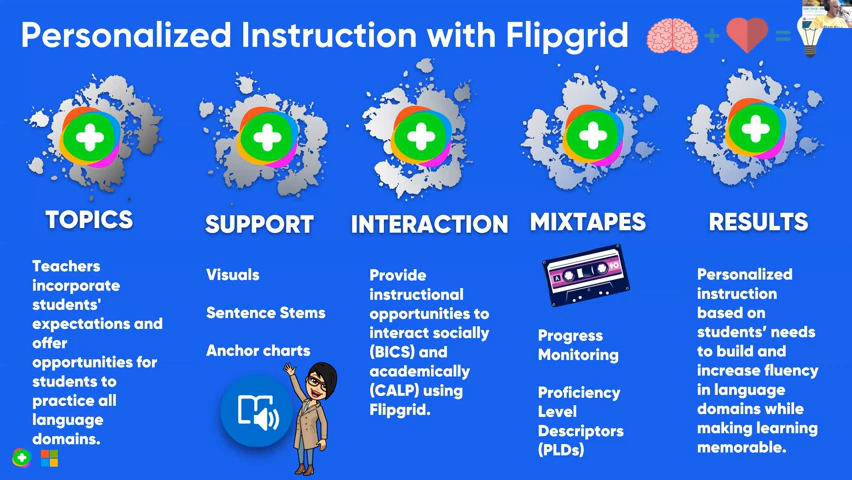 Personalized Instruction with Flipgrid
+
=
TOPICS
Teachers
incorporate
students'
expectations and
offer
opportunities for
students to
practice all
language
domains.
SUPPORT
Visuals
Sentence Stems
Anchor charts
INTERACTION
Provide
instructional
opportunities to
interact socially
(BICS) and
academically
(CALP) using
Flipgrid.
MIXTAPES
A
Progress
Monitoring
Proficiency
Level
Descriptors
(PLDs)
RESULTS
Personalized
instruction
based on
students’ needs
to build and
increase fluency
in language
domains while
making learning
memorable.